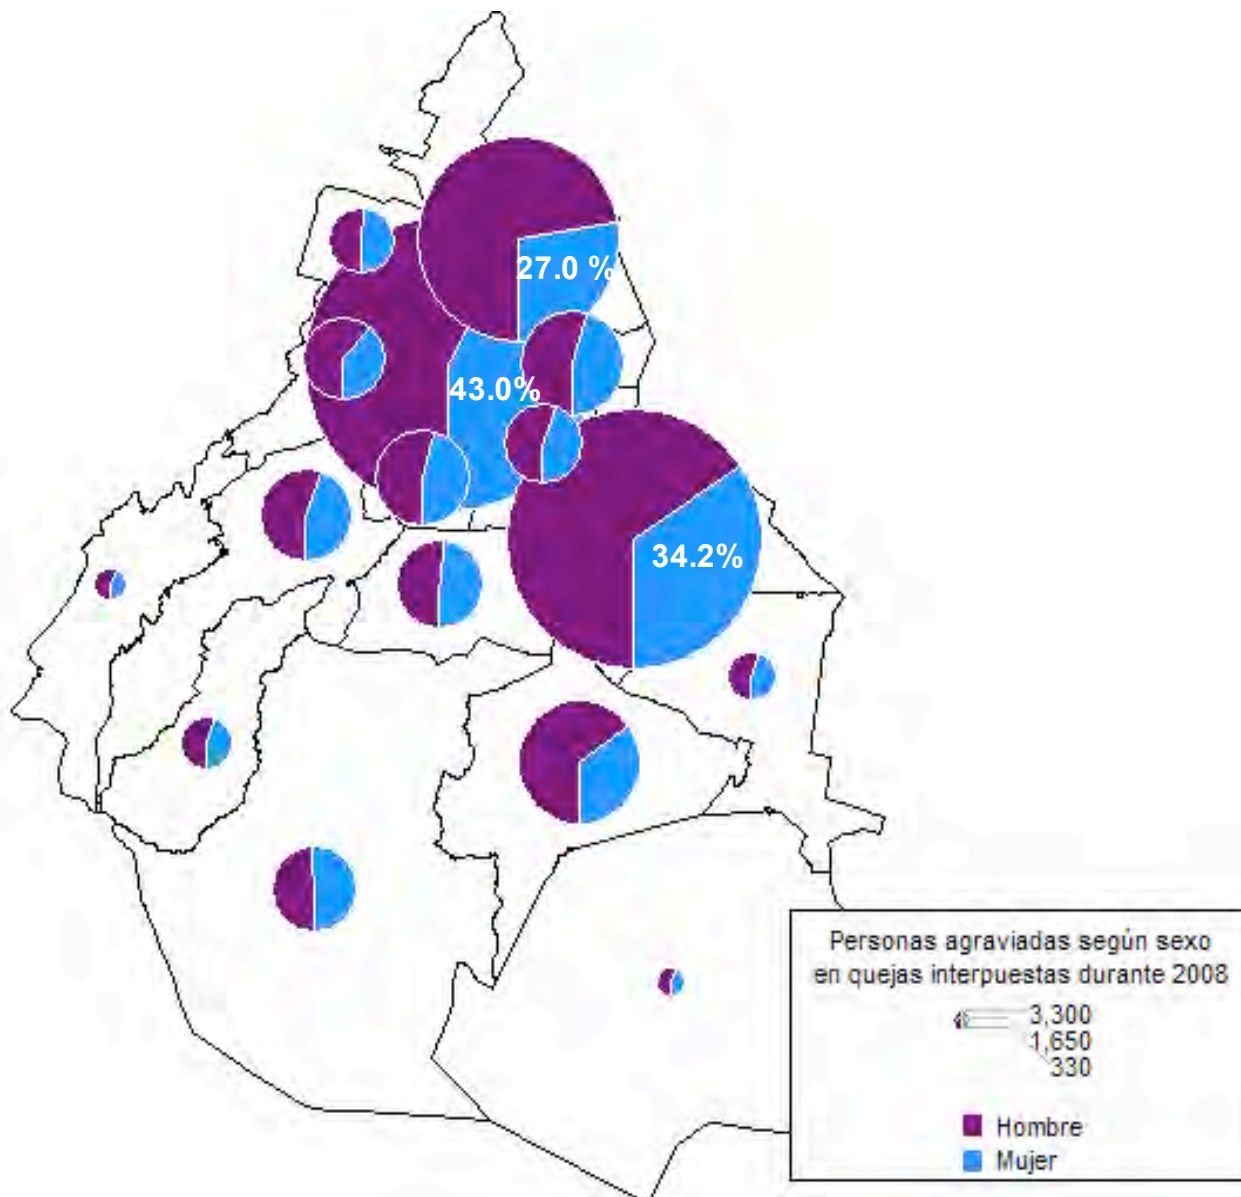 27.0 %
43.0%
34.2%
Personas agraviadas según sexo
en quejas interpuestas durante 2008
3,300
1,650
330
Hombre
Mujer